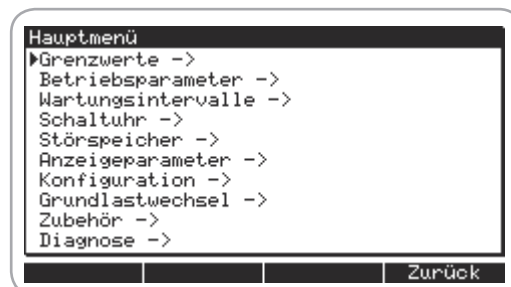 Hauptmenü
▶Grenzwerte ->
Betriebsparameter ->
Wartungsintervalle ->
Schaltuhr ->
Störspeicher ->
Anzeigeparameter ->
Konfiguration ->
Grundlastwechsel ->
Zubehör ->
Diagnose ->
Zurück